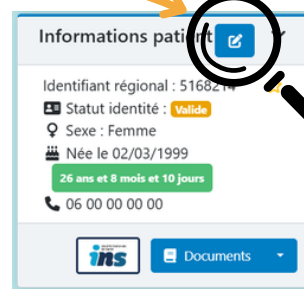 Informations patient
Identifiant régional : 5168214
Statut identité : Valide
Sexe : Femme
Née le 02/03/1999
26 ans et 8 mois et 10 jours
06 00 00 00 00
ins
Documents